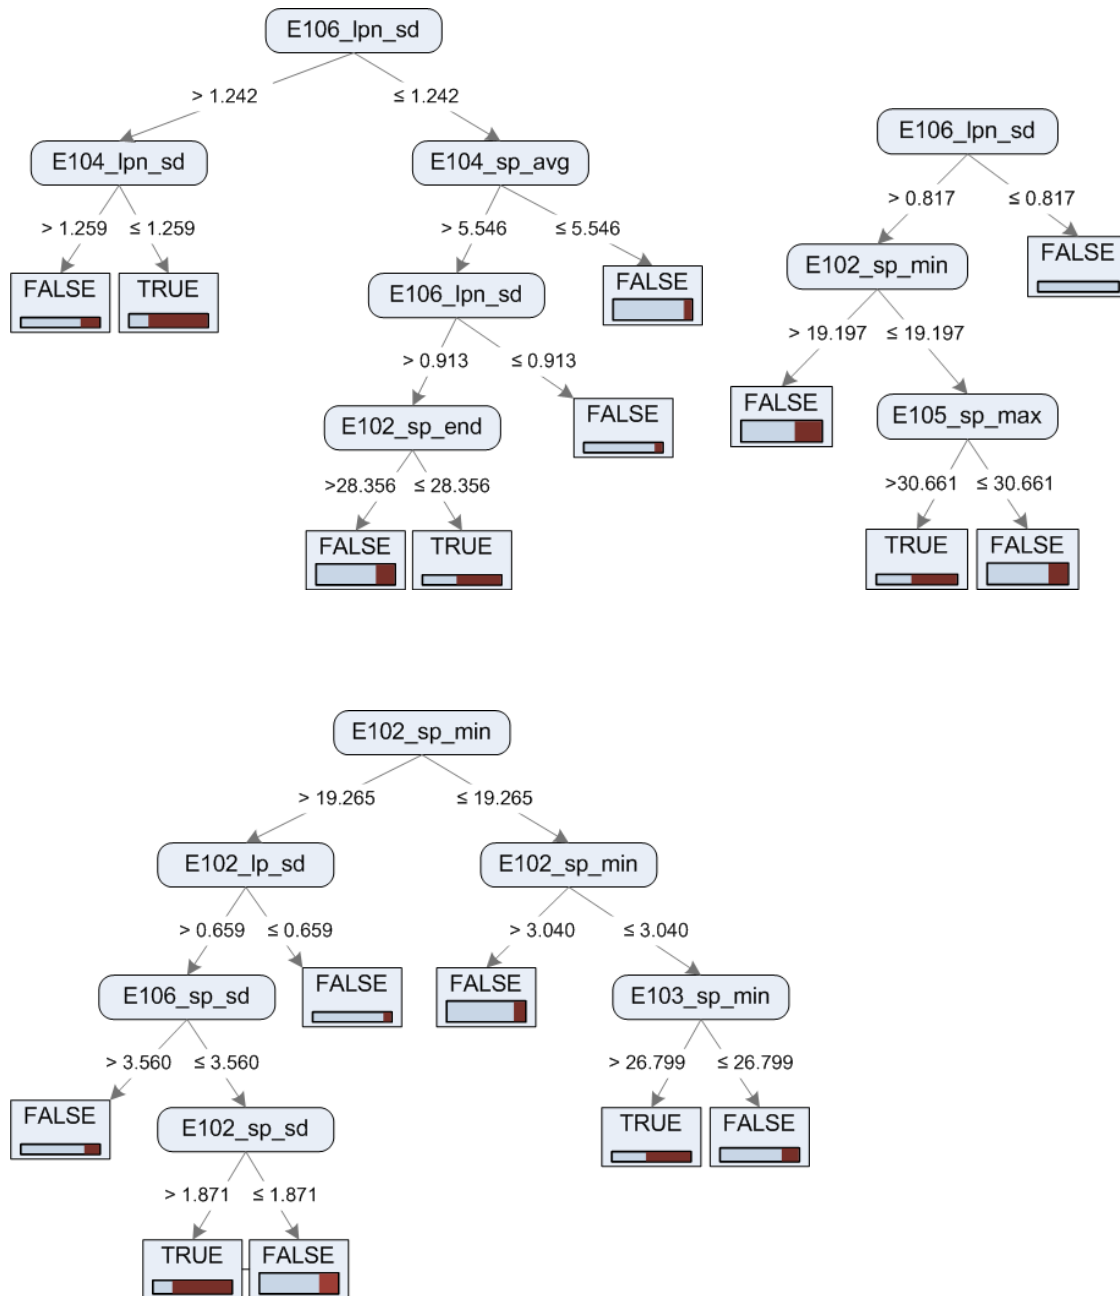 E106_lpn_sd
> 1.242
≤ 1.242
E104_lpn_sd
E104_sp_avg
> 1.259
≤ 1.259
> 5.546
≤ 5.546
FALSE
TRUE
E106_lpn_sd
FALSE
> 0.913
≤ 0.913
E102_sp_end
FALSE
>28.356
≤ 28.356
FALSE
TRUE
E106_lpn_sd
> 0.817
≤ 0.817
E102_sp_min
FALSE
> 19.197
≤ 19.197
FALSE
E105_sp_max
>30.661
≤ 30.661
TRUE
FALSE
E102_sp_min
> 19.265
≤ 19.265
E102_lp_sd
E102_sp_min
> 0.659
≤ 0.659
> 3.040
≤ 3.040
E106_sp_sd
FALSE
FALSE
E103_sp_min
> 3.560
≤ 3.560
> 26.799
≤ 26.799
FALSE
E102_sp_sd
TRUE
FALSE
> 1.871
≤ 1.871
TRUE
FALSE